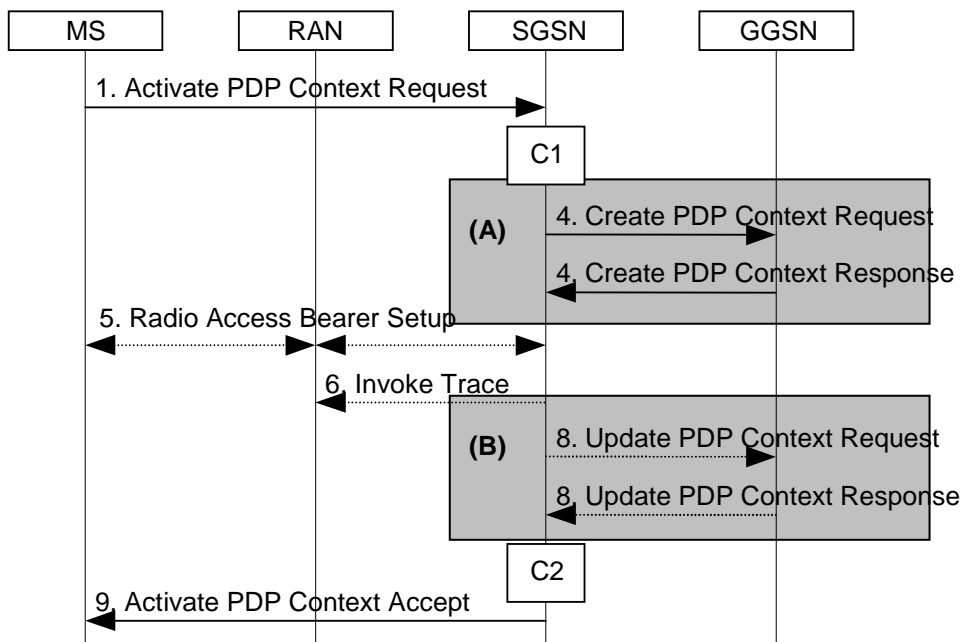 MS RAN SGSN GGSN
1. Activate PDP Context Request
C1
(A)
4. Create PDP Context Request
4. Create PDP Context Response
5. Radio Access Bearer Setup
6. Invoke Trace
(B)
8. Update PDP Context Request
8. Update PDP Context Response
C2
9. Activate PDP Context Accept